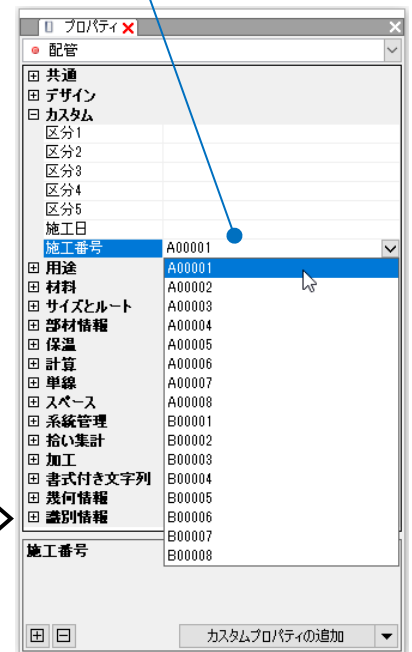 プロパティ
配管
共通
デザイン
カスタム
区分1
区分2
区分3
区分4
区分5
施工日
施工番号 A00001
用途 A00001
材料 A00002
サイズとルート A00003
部材情報 A00004
保温 A00005
計算 A00006
単線 A00007
スペース A00008
系統管理 B00001
拾い集計 B00002
加工 B00003
書式付き文字列 B00004
幾何情報 B00005
識別情報 B00006
B00007
施工番号 B00008
カスタムプロパティの追加